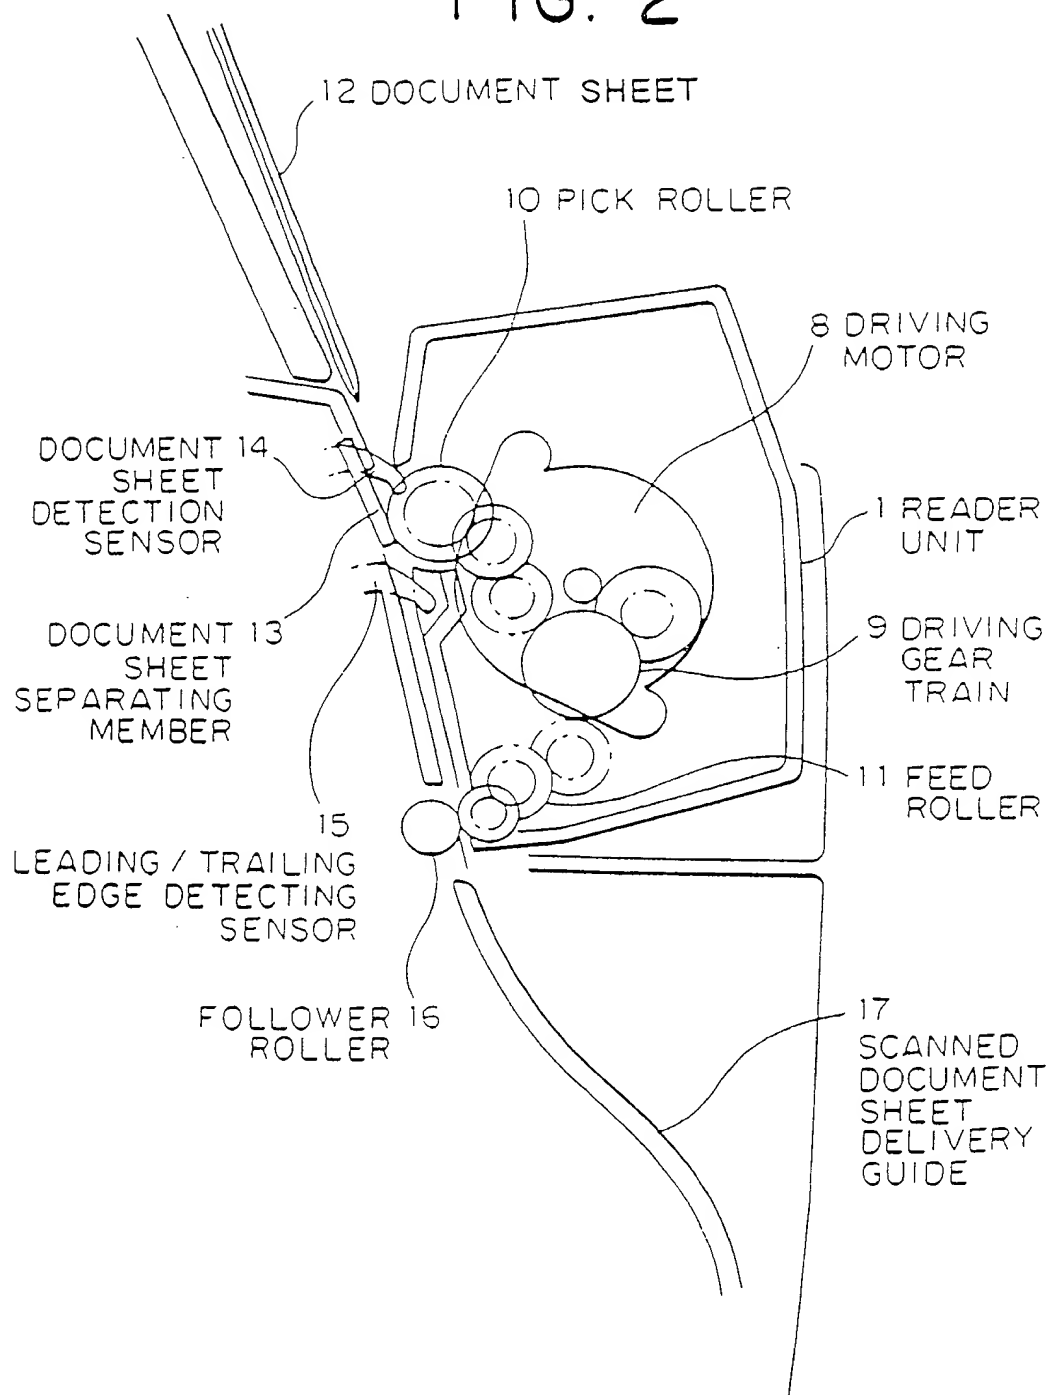 FIG. 2
12 DOCUMENT SHEET
10 PICK ROLLER
8 DRIVING
MOTOR
DOCUMENT 14
SHEET
DETECTION
SENSOR
1 READER
UNIT
DOCUMENT 13
SHEET
SEPARATING
MEMBER
9 DRIVING
GEAR
TRAIN
11 FEED
ROLLER
15
LEADING / TRAILING
EDGE DETECTING
SENSOR
FOLLOWER 16
ROLLER
17
SCANNED
DOCUMENT
SHEET
DELIVERY
GUIDE